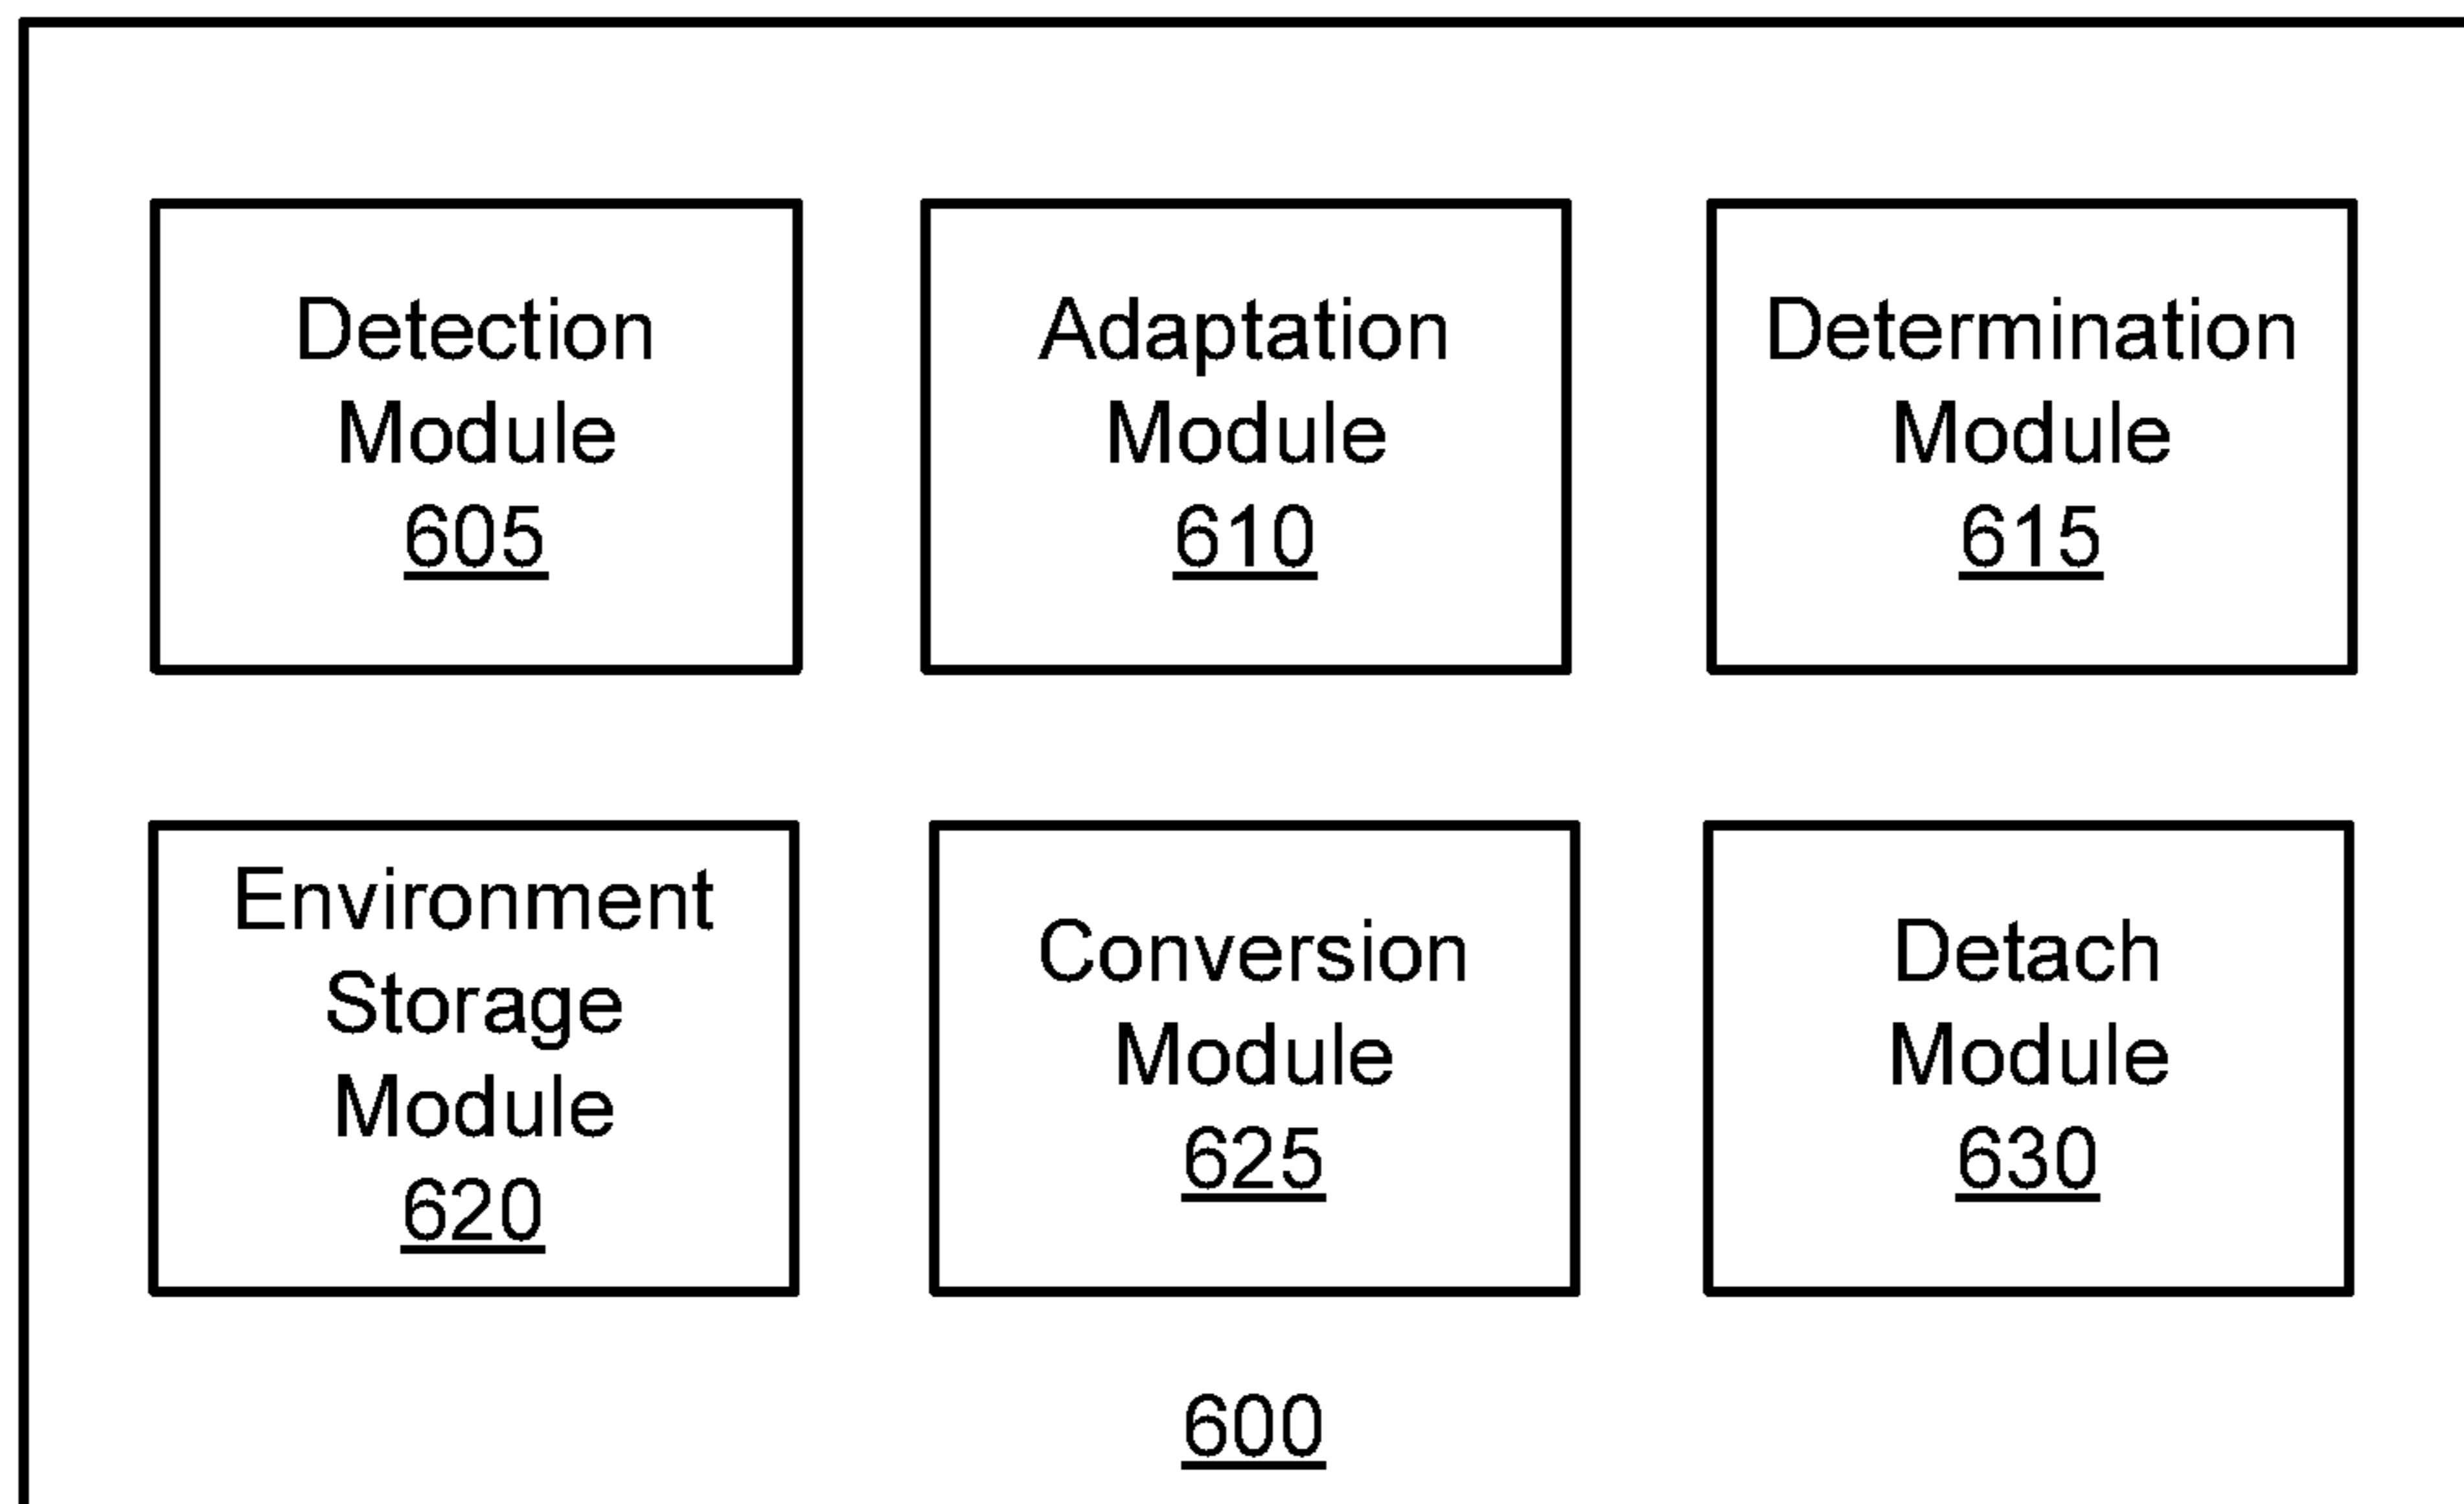 Detection
Module
605
Adaptation
Module
610
Determination
Module
615
Environment
Storage
Module
620
Conversion
Module
625
Detach
Module
630
600